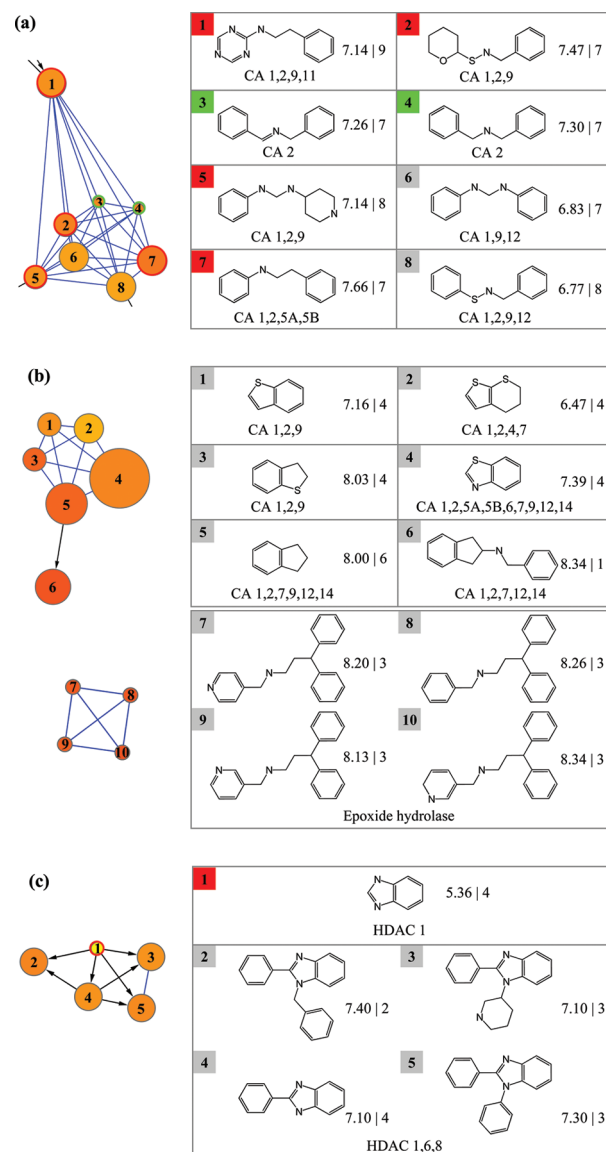 (a)
1
2
3
4
5
6
7
8
1
N
N
N
N
7.14 | 9
CA 1,2,9,11
2
O
S
N
7.47 | 7
CA 1,2,9
3
N
7.26 | 7
CA 2
4
N
7.30 | 7
CA 2
5
N
N
N
7.14 | 8
CA 1,2,9
6
N
N
6.83 | 7
CA 1,9,12
7
N
7.66 | 7
CA 1,2,5A,5B
8
S
N
6.77 | 8
CA 1,2,9,12
(b)
1
2
3
4
5
6
7
8
9
10
1
S
7.16 | 4
CA 1,2,9
2
S
S
6.47 | 4
CA 1,2,4,7
3
S
8.03 | 4
CA 1,2,9
4
S
N
7.39 | 4
CA 1,2,5A,5B,6,7,9,12,14
5
8.00 | 6
CA 1,2,7,9,12,14
6
N
8.34 | 1
CA 1,2,7,12,14
7
N
N
8.20 | 3
8
N
8.26 | 3
9
N
N
8.13 | 3
10
N
N
8.34 | 3
Epoxide hydrolase
(c)
1
2
3
4
5
1
N
N
5.36 | 4
HDAC 1
2
N
N
7.40 | 2
3
N
N
N
7.10 | 3
4
N
N
7.10 | 4
5
N
N
7.30 | 3
HDAC 1,6,8